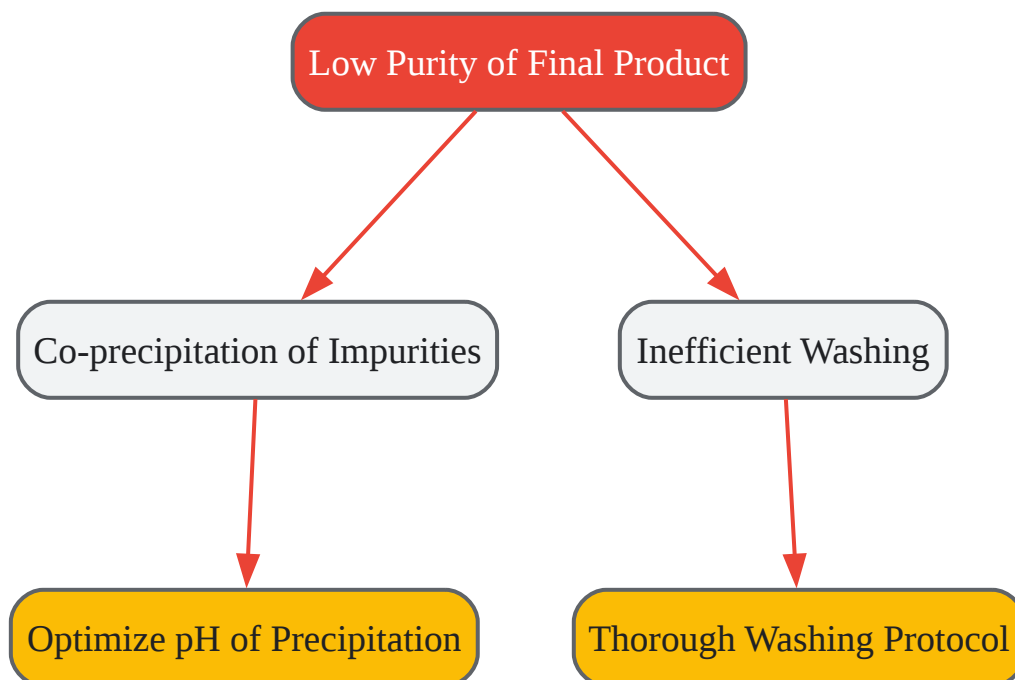 Low Purity of Final Product
Co-precipitation of Impurities
Inefficient Washing
Optimize pH of Precipitation
Thorough Washing Protocol